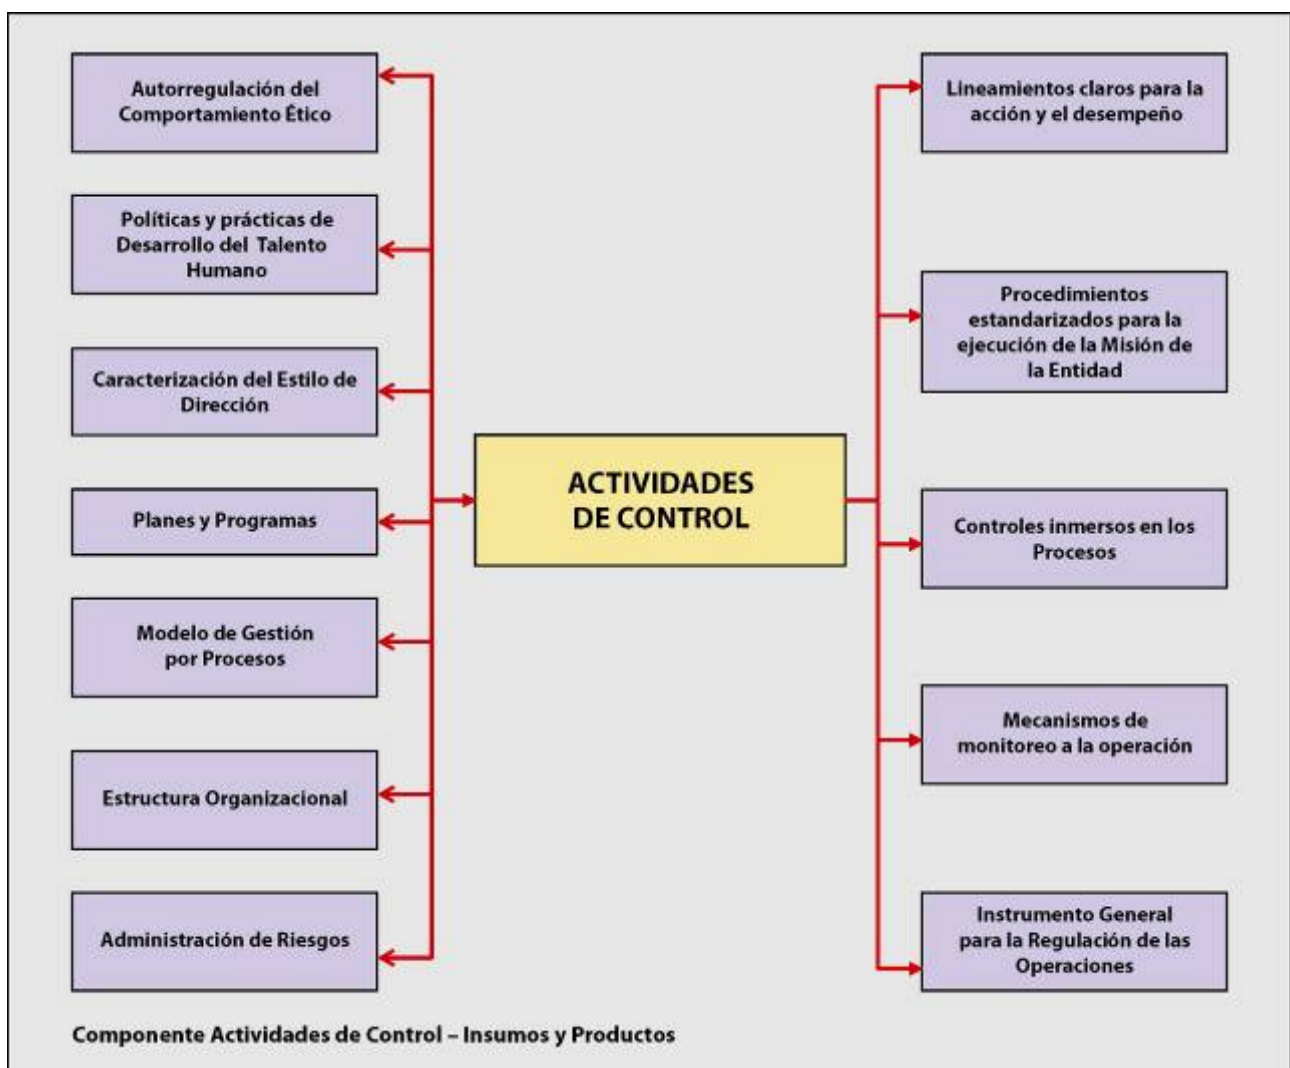 Autorregulación del
Comportamiento Ético
Políticas y prácticas de
Desarrollo del Talento
Humano
Caracterización del Estilo de
Dirección
Planes y Programas
Modelo de Gestión
por Procesos
Estructura Organizacional
Administración de Riesgos
ACTIVIDADES
DE CONTROL
Lineamientos claros para la
acción y el desempeño
Procedimientos
estandarizados para la
ejecución de la Misión de
la Entidad
Controles inmersos en los
Procesos
Mecanismos de
monitoreo a la operación
Instrumento General
para la Regulación de las
Operaciones
Componente Actividades de Control – Insumos y Productos